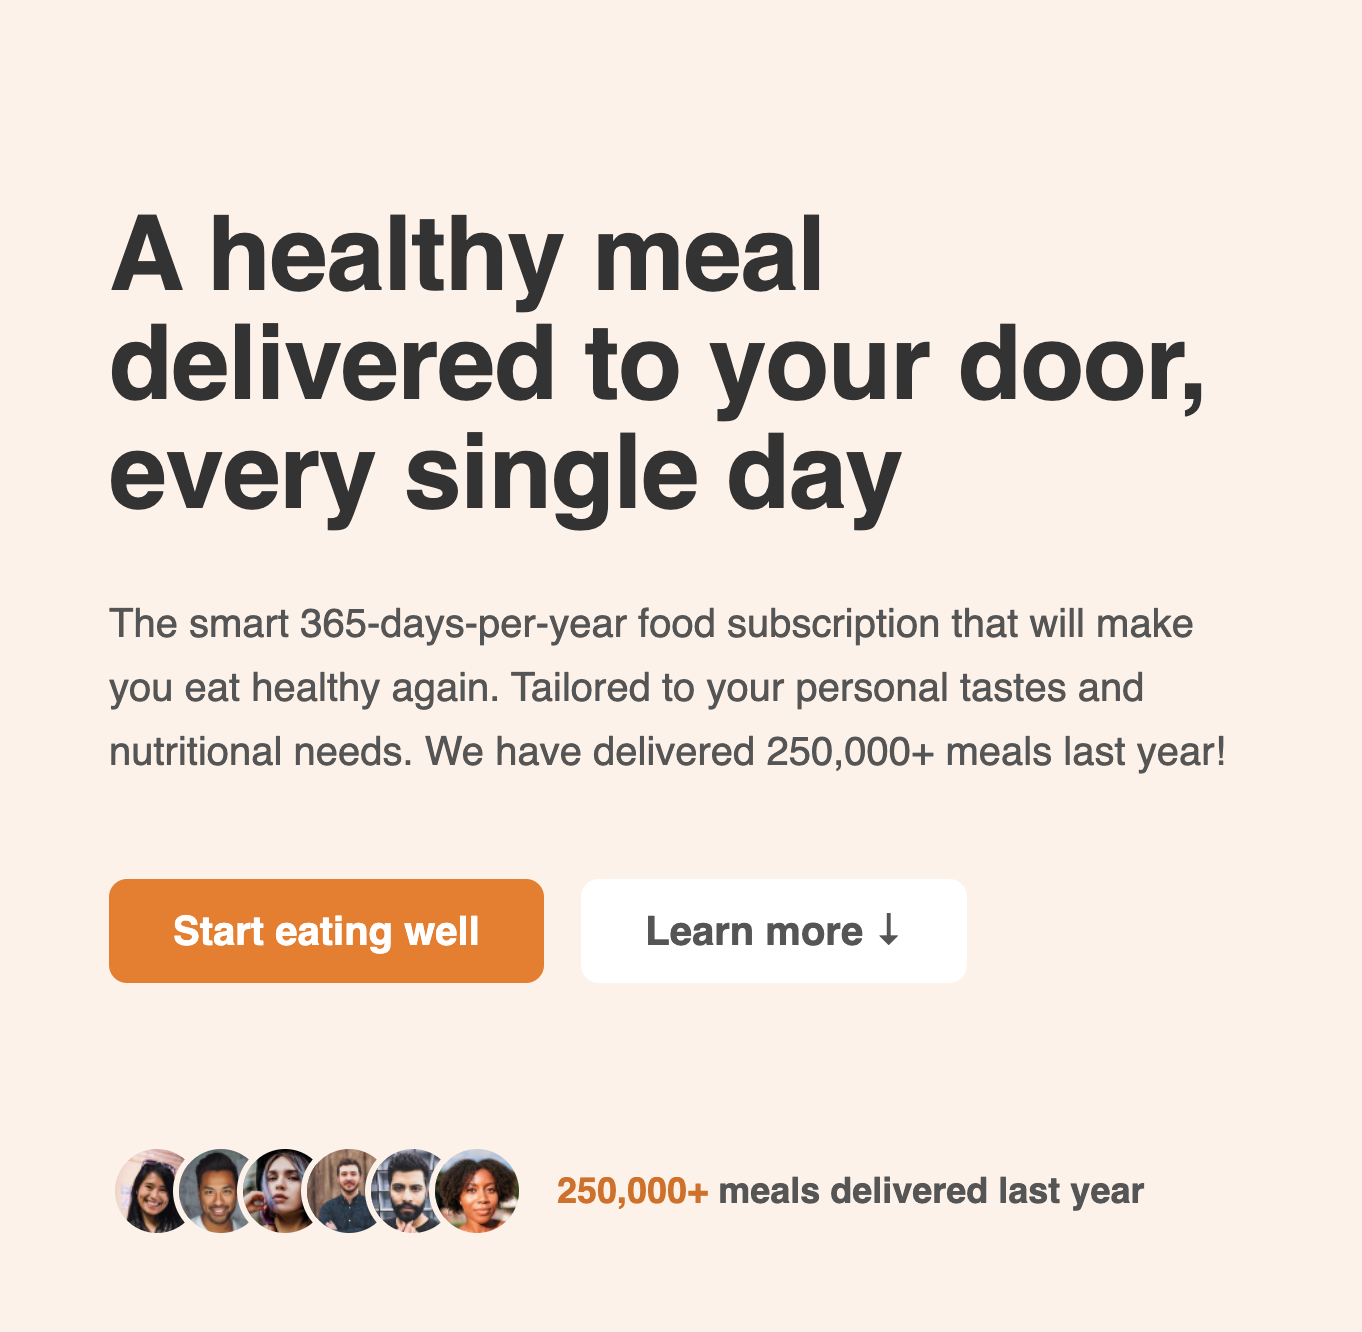 A healthy meal
delivered to your door,
every single day
The smart 365-days-per-year food subscription that will make
you eat healthy again. Tailored to your personal tastes and
nutritional needs. We have delivered 250,000+ meals last year!
Start eating well
Learn more ↓
250,000+ meals delivered last year